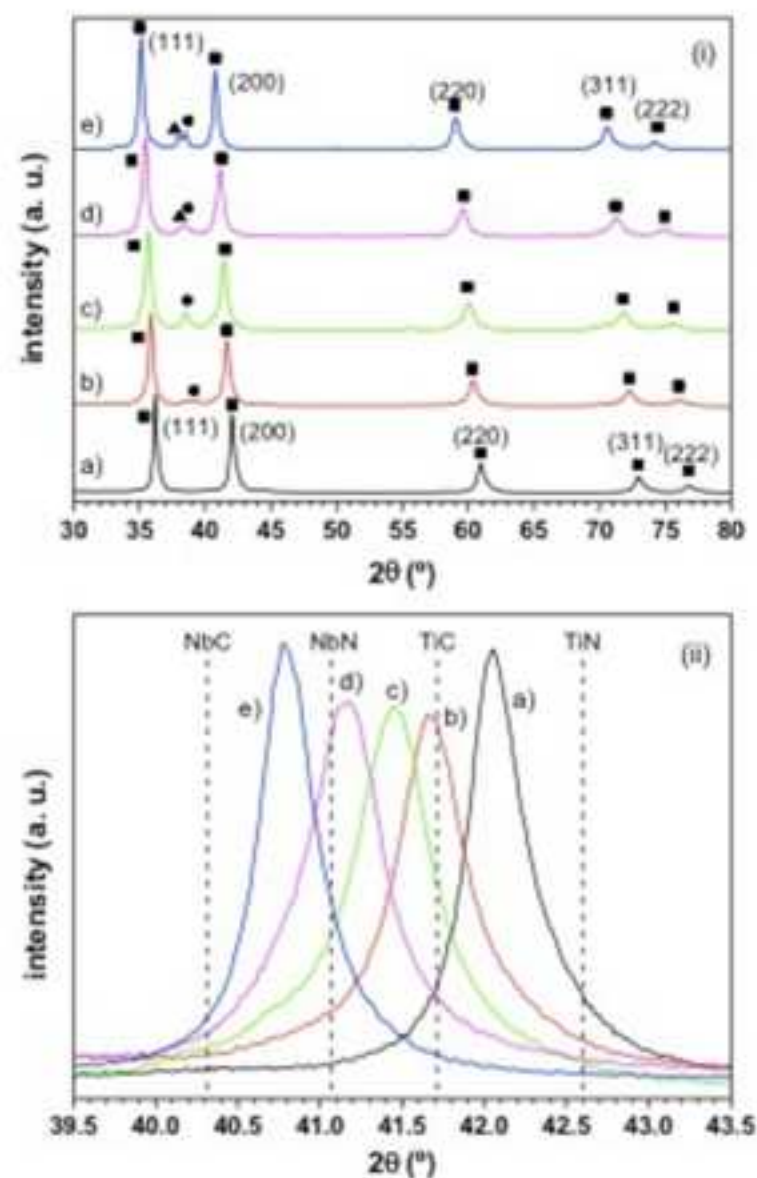 (i)
(111)
(200)
(220)
(311)
(222)
e)
d)
c)
b)
a)
(111)
(200)
(220)
(311)
(222)
intensity (a. u.)
30 35 40 45 50 55 60 65 70 75 80
2θ (º)
NbC NbN TiC TiN
(ii)
e)
d)
c)
b)
a)
intensity (a. u.)
39.5 40.0 40.5 41.0 41.5 42.0 42.5 43.0 43.5
2θ (º)